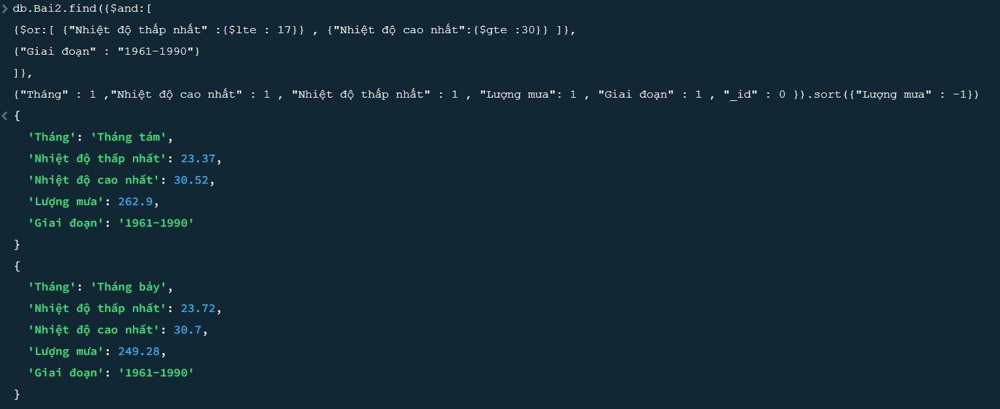 db.Bai2.find({$and:[
{$or:[ {"Nhiệt độ thấp nhất" :{$lte : 17}} , {"Nhiệt độ cao nhất":{$gte :30}} ]},
{"Giai đoạn" : "1961-1990"}
]},
{"Tháng" : 1 ,"Nhiệt độ cao nhất" : 1 , "Nhiệt độ thấp nhất" : 1 , "Lượng mưa": 1 , "Giai đoạn" : 1 , "_id" : 0 }).sort({"Lượng mưa" : -1})
{
'Tháng': 'Tháng tám',
'Nhiệt độ thấp nhất': 23.37,
'Nhiệt độ cao nhất': 30.52,
'Lượng mưa': 262.9,
'Giai đoạn': '1961-1990'
}
{
'Tháng': 'Tháng bảy',
'Nhiệt độ thấp nhất': 23.72,
'Nhiệt độ cao nhất': 30.7,
'Lượng mưa': 249.28,
'Giai đoạn': '1961-1990'
}